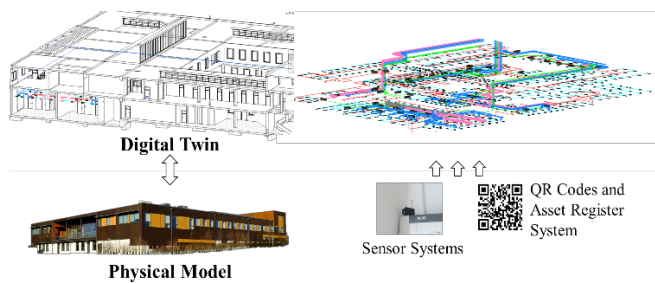 Digital Twin
Physical Model
Sensor Systems
QR Codes and
Asset Register
System